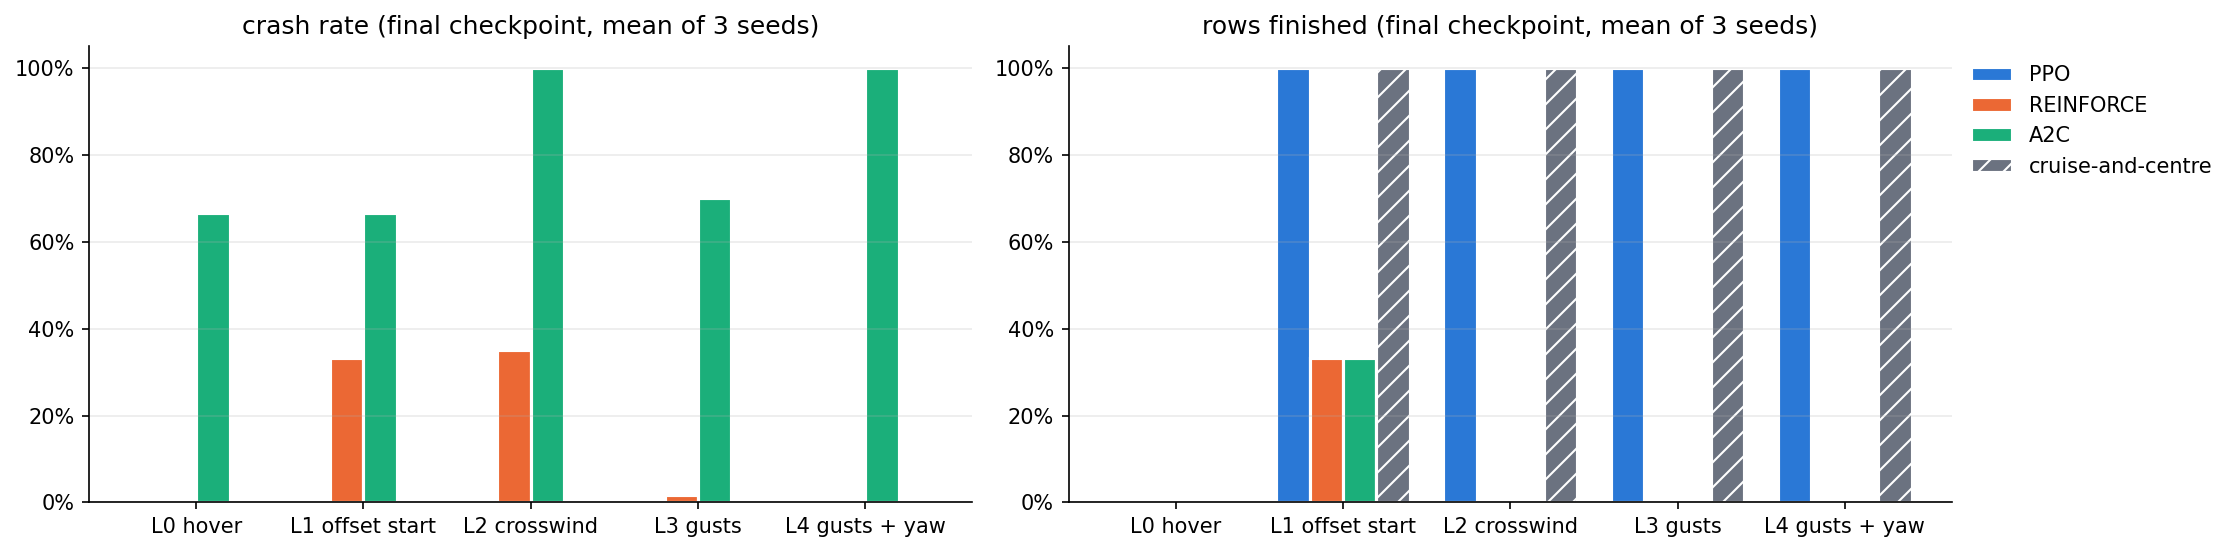 crash rate (final checkpoint, mean of 3 seeds)
100%
80%
60%
40%
20%
0%
L0 hover
L1 offset start
L2 crosswind
L3 gusts
L4 gusts + yaw
rows finished (final checkpoint, mean of 3 seeds)
100%
80%
60%
40%
20%
0%
L0 hover
L1 offset start
L2 crosswind
L3 gusts
L4 gusts + yaw
PPO
REINFORCE
A2C
cruise-and-centre